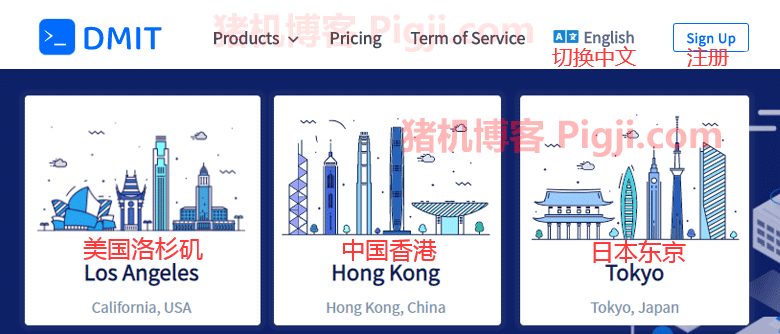 DMIT Products Pricing Term of Service English Sign Up
猪机博客 Pigji.com
切换中文 注册
猪机博客 Pigji.com
美国洛杉矶 中国香港 日本东京
Los Angeles Hong Kong Tokyo
California, USA Hong Kong, China Tokyo, Japan